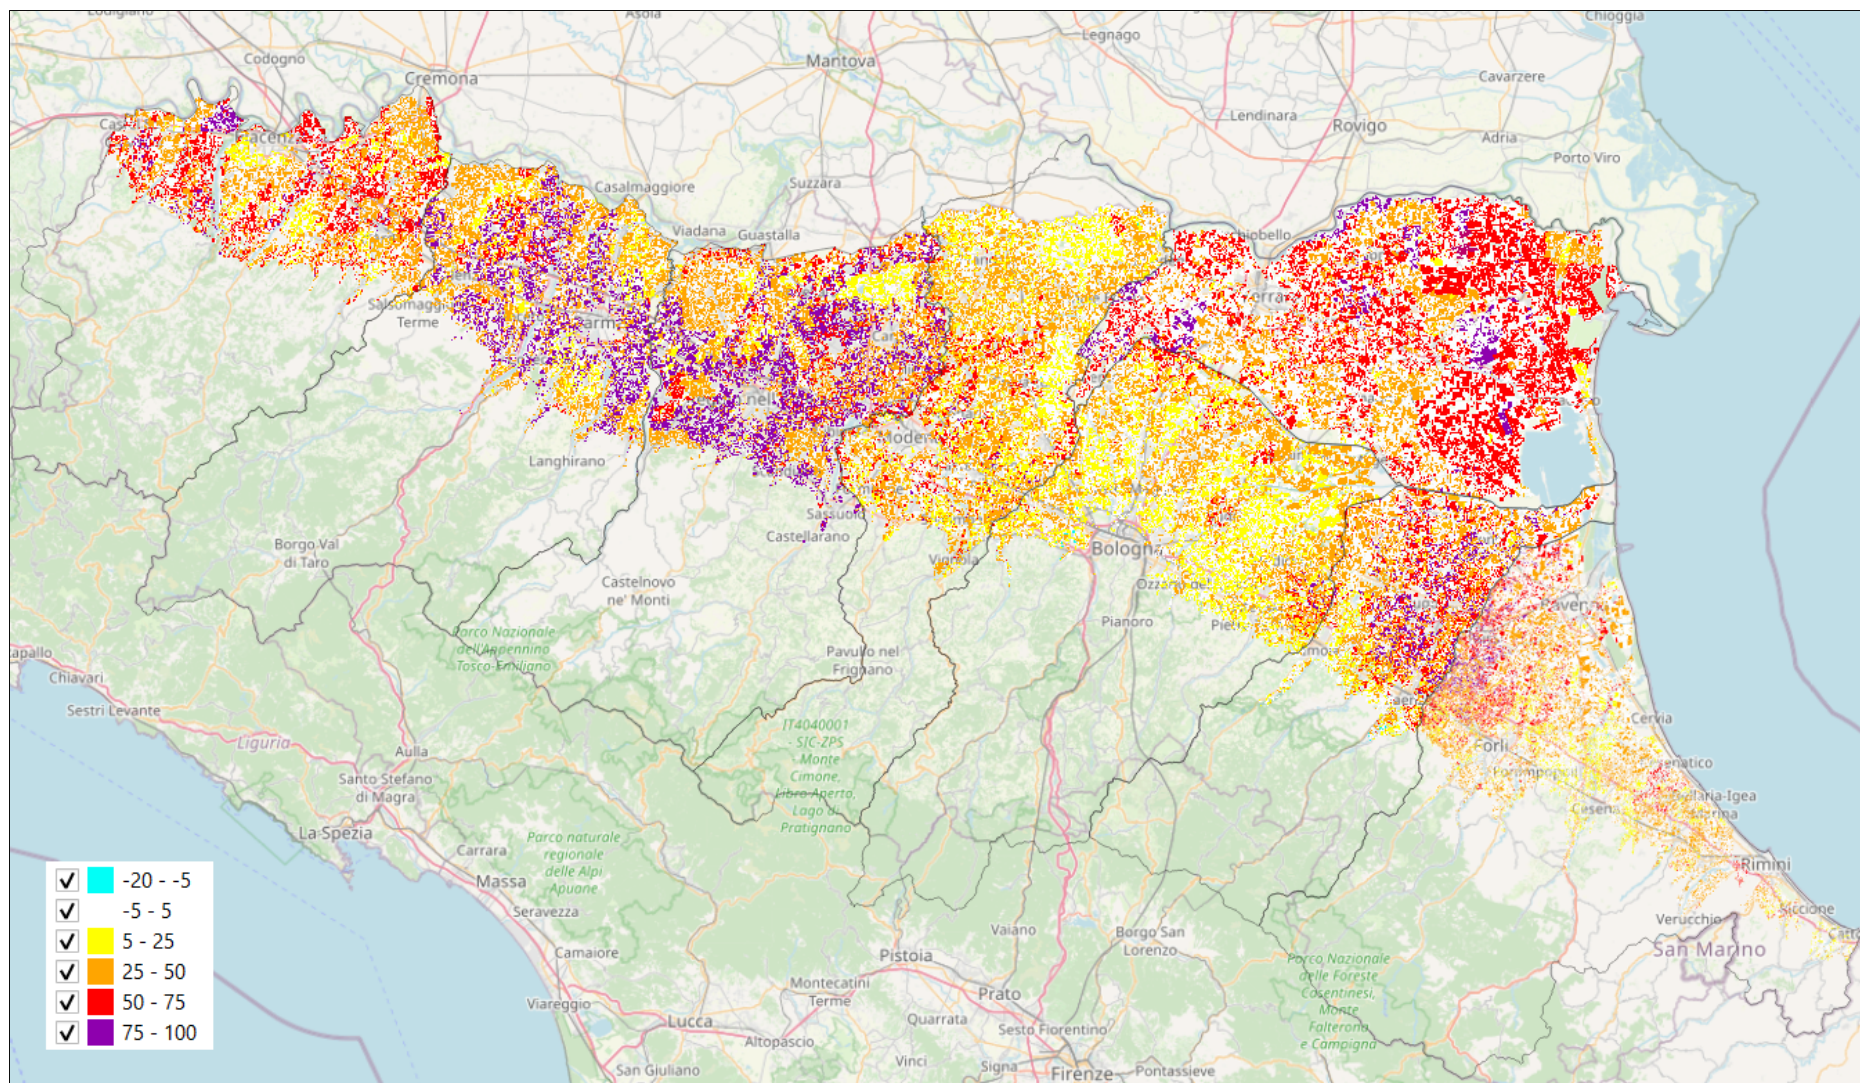 Asola
Chioggia
Legnago
Codogno
Mantova
Cremona
Cavarzere
Lendinara
Rovigo
Adria
Porto Viro
Casalmaggiore
Suzzara
Viadana
Guastalla
Salsomaggi
Terme
Langhirano
Sassuolo
Castellarano
Vignola
Bologna
Borgo Val
di Taro
Castelnovo
ne' Monti
Pianoro
Parco Nazionale
dell'Appennino
Tosco-Emiliano
Pavullo nel
Frignano
Chiavari
Sestri Levante
Liguria
Aulla
IT4040001
- SIC-ZPS
- Monte
Cimone,
Libro Aperto,
Lago di
Pratignano
Cervia
Forlì
Santo Stefano
di Magra
La Spezia
Parco naturale
regionale
delle Alpi
Apuane
Carrara
Massa
Seravezza
Rimini
Riccione
Verucchio
San Marino
Camaiore
Vaiano
Borgo San
Lorenzo
Pistoia
Parco Nazionale
delle Foreste
Casentinesi,
Monte
Falterona
e Campigna
Montecatini
Terme
Prato
Viareggio
Lucca
Quarrata
Sesto Fiorentino
Altopascio
Vinci
Signa
San Giuliano
Firenze
Pontassieve
-20 - -5
-5 - 5
5 - 25
25 - 50
50 - 75
75 - 100